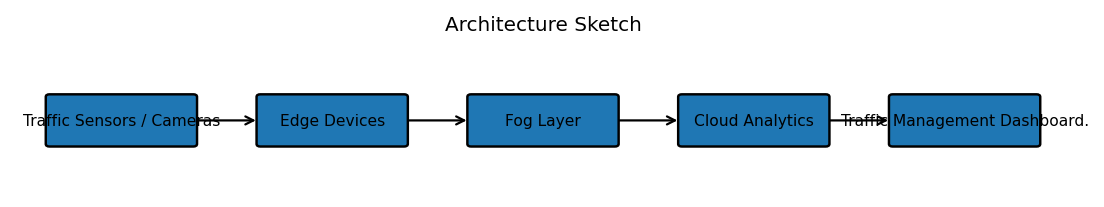 Architecture Sketch
Traffic Sensors / Cameras
Edge Devices
Fog Layer
Cloud Analytics
Traffic Management Dashboard.